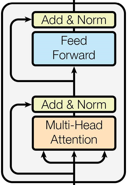 Add & Norm
Feed
Forward
Add & Norm
Multi-Head
Attention